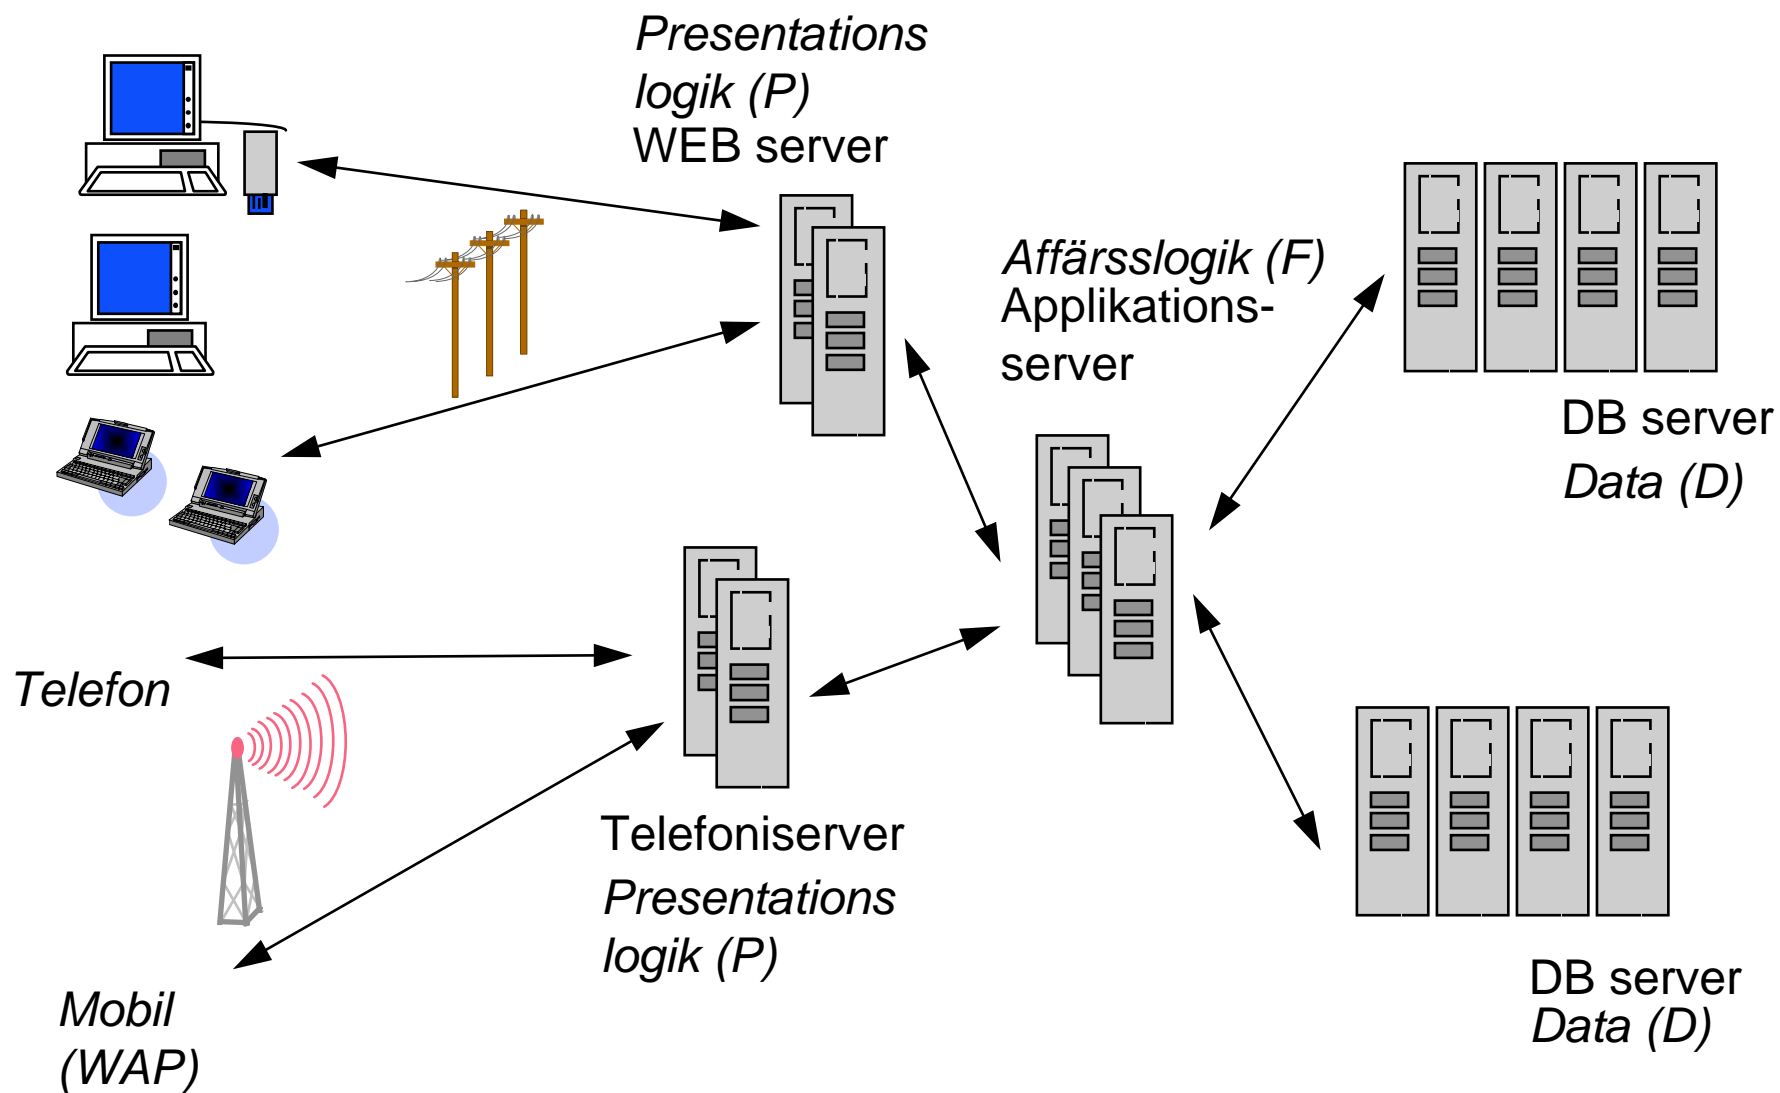 Presentations
logik (P)
WEB server
Affärsslogik (F)
Applikations-
server
DB server
Data (D)
Telefon
Telefoniserver
Presentations
logik (P)
Mobil
(WAP)
DB server
Data (D)